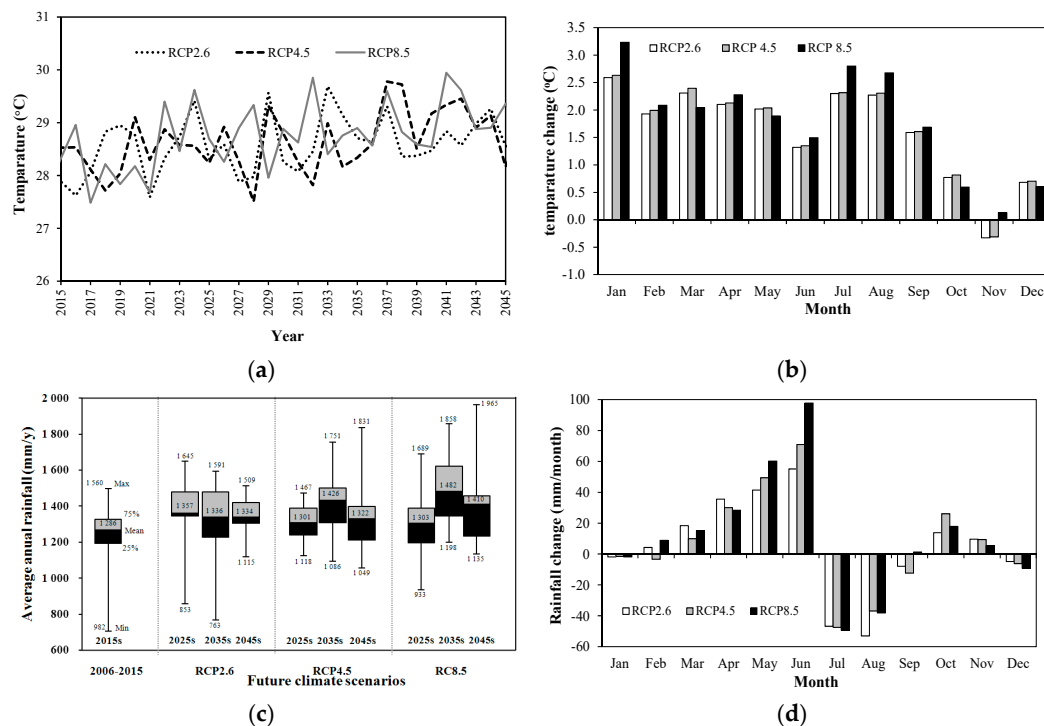 31
30
29
28
27
26
Temparature (°C)
RCP2.6 RCP4.5 RCP8.5
2015 2017 2019 2021 2023 2025 2027 2029 2031 2033 2035 2037 2039 2041 2043 2045
Year
(a)
3.5
3.0
2.5
2.0
1.5
1.0
0.5
0.0
-0.5
-1.0
temparature change (°C)
RCP2.6 RCP 4.5 RCP 8.5
Jan Feb Mar Apr May Jun Jul Aug Sep Oct Nov Dec
Month
(b)
2 000
1 800
1 600
1 400
1 200
1 000
800
600
Average annual rainfall (mm/y)
1 560 Max
75%
1 286
Mean
25%
982 Min
2015s
1 645
1 357
853
2025s
1 591
1 336
763
2035s
1 509
1 334
1 115
2045s
1 467
1 301
1 118
2025s
1 751
1 426
1 086
2035s
1 831
1 322
1 049
2045s
1 689
1 303
933
2025s
1 858
1 482
1 198
2035s
1 965
1 410
1 135
2045s
2006-2015 RCP2.6 RCP4.5 RC8.5
Future climate scenarios
(c)
100
80
60
40
20
0
-20
-40
-60
Rainfall change (mm/month)
RCP2.6 RCP4.5 RCP8.5
Jan Feb Mar Apr May Jun Jul Aug Sep Oct Nov Dec
Month
(d)